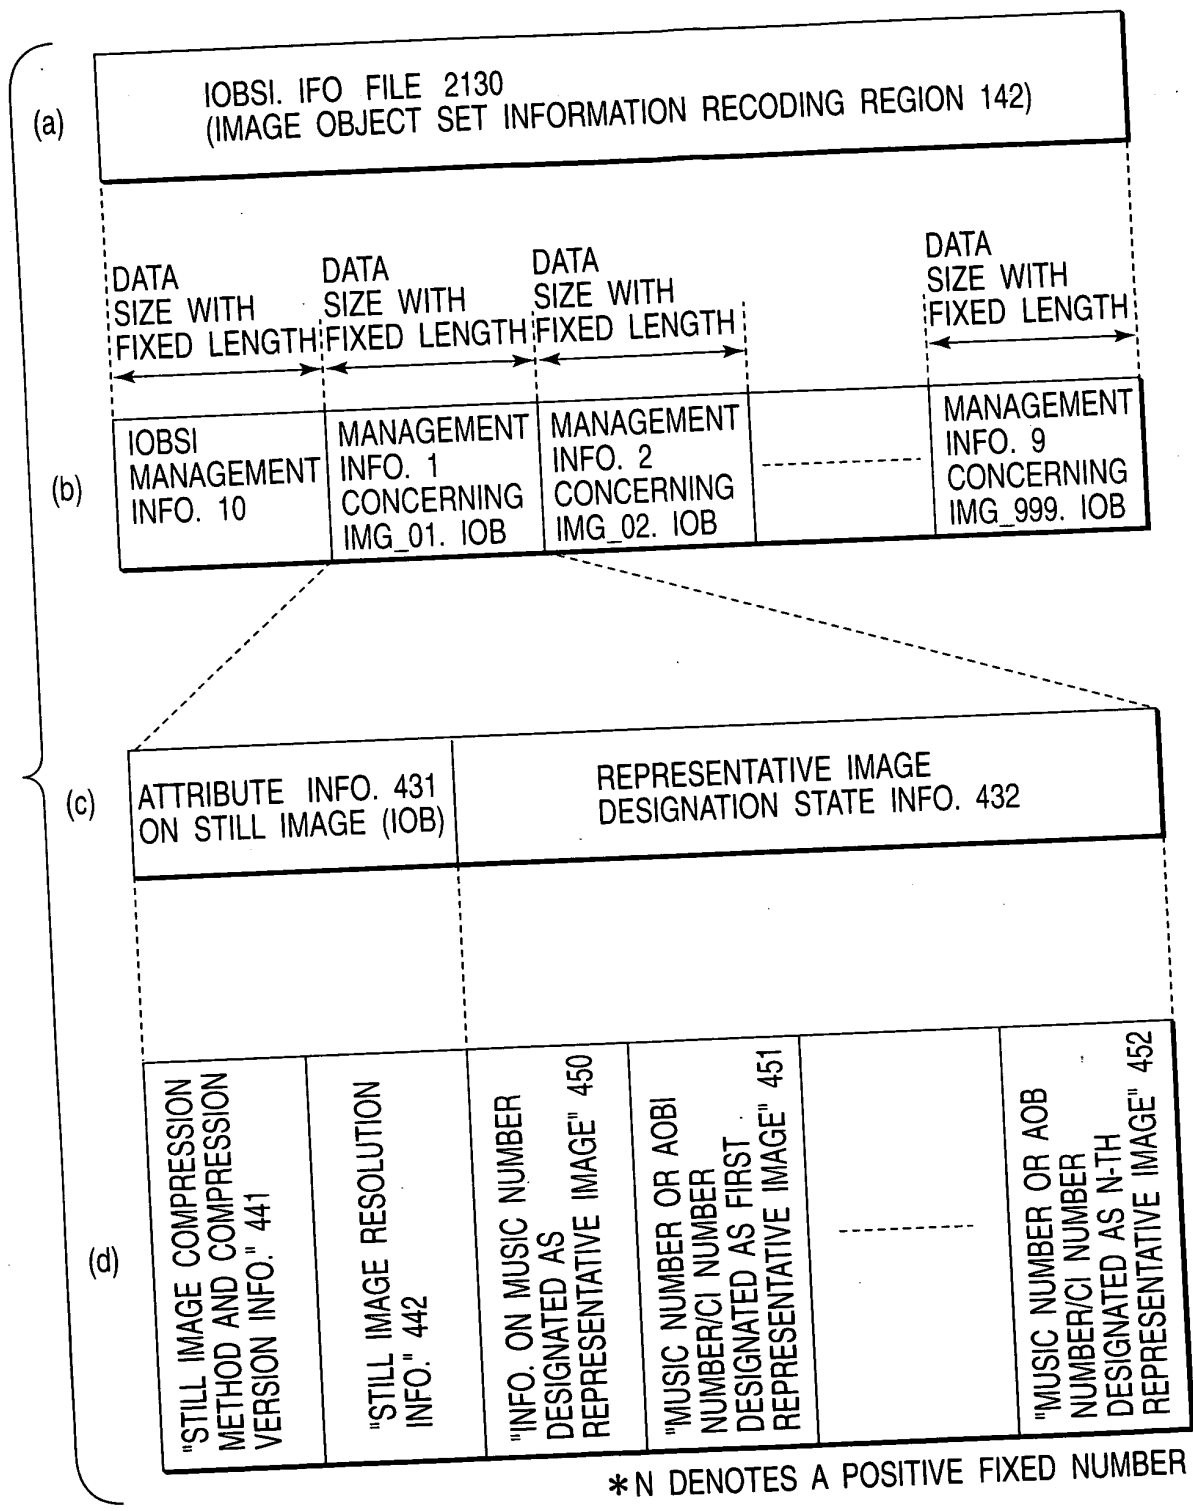 (a)
IOBSI. IFO FILE 2130
(IMAGE OBJECT SET INFORMATION RECODING REGION 142)
DATA
SIZE WITH
FIXED LENGTH
DATA
SIZE WITH
FIXED LENGTH
DATA
SIZE WITH
FIXED LENGTH
DATA
SIZE WITH
FIXED LENGTH
(b)
IOBSI
MANAGEMENT
INFO. 10
MANAGEMENT
INFO. 1
CONCERNING
IMG_01. IOB
MANAGEMENT
INFO. 2
CONCERNING
IMG_02. IOB
MANAGEMENT
INFO. 9
CONCERNING
IMG_999. IOB
(c)
ATTRIBUTE INFO. 431
ON STILL IMAGE (IOB)
REPRESENTATIVE IMAGE
DESIGNATION STATE INFO. 432
(d)
"STILL IMAGE COMPRESSION
METHOD AND COMPRESSION
VERSION INFO." 441
"STILL IMAGE RESOLUTION
INFO." 442
"INFO. ON MUSIC NUMBER
DESIGNATED AS
REPRESENTATIVE IMAGE" 450
"MUSIC NUMBER OR AOBI
NUMBER/CI NUMBER
DESIGNATED AS FIRST
REPRESENTATIVE IMAGE" 451
"MUSIC NUMBER OR AOB
NUMBER/CI NUMBER
DESIGNATED AS N-TH
REPRESENTATIVE IMAGE" 452
*N DENOTES A POSITIVE FIXED NUMBER